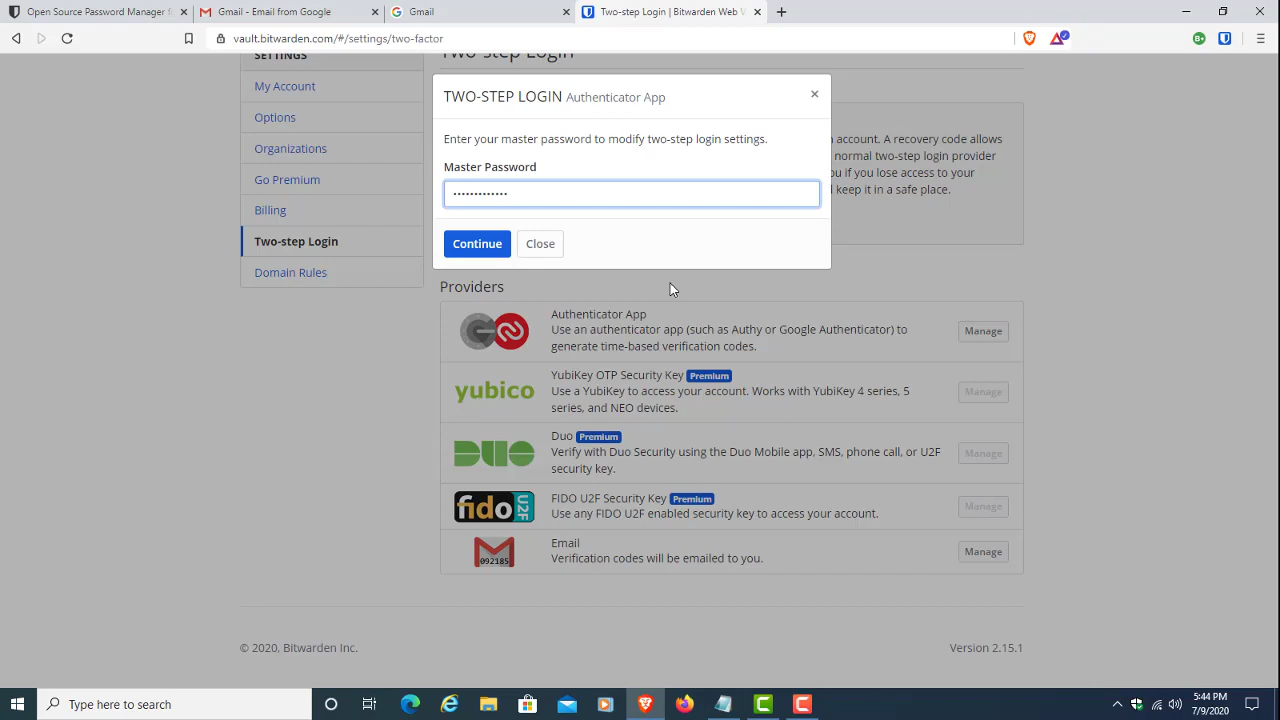 Open Source Password Manager f
Gmail - Email from Google
Gmail
Two-step Login | Bitwarden Web V
vault.bitwarden.com/#/settings/two-factor
SETTINGS
My Account
Options
Organizations
Go Premium
Billing
Two-step Login
Domain Rules
Two-step Login
account. A recovery code allows
normal two-step login provider
you if you lose access to your
keep it in a safe place.
TWO-STEP LOGIN Authenticator App
×
Enter your master password to modify two-step login settings.
Master Password
•••••••••••••
Continue
Close
Providers
Authenticator App
Use an authenticator app (such as Authy or Google Authenticator) to
generate time-based verification codes.
Manage
yubico
YubiKey OTP Security Key Premium
Use a YubiKey to access your account. Works with YubiKey 4 series, 5
series, and NEO devices.
Manage
DUO
Duo Premium
Verify with Duo Security using the Duo Mobile app, SMS, phone call, or U2F
security key.
Manage
fido U2F
FIDO U2F Security Key Premium
Use any FIDO U2F enabled security key to access your account.
Manage
092185
Email
Verification codes will be emailed to you.
Manage
© 2020, Bitwarden Inc.
Version 2.15.1
Type here to search
5:44 PM
7/9/2020